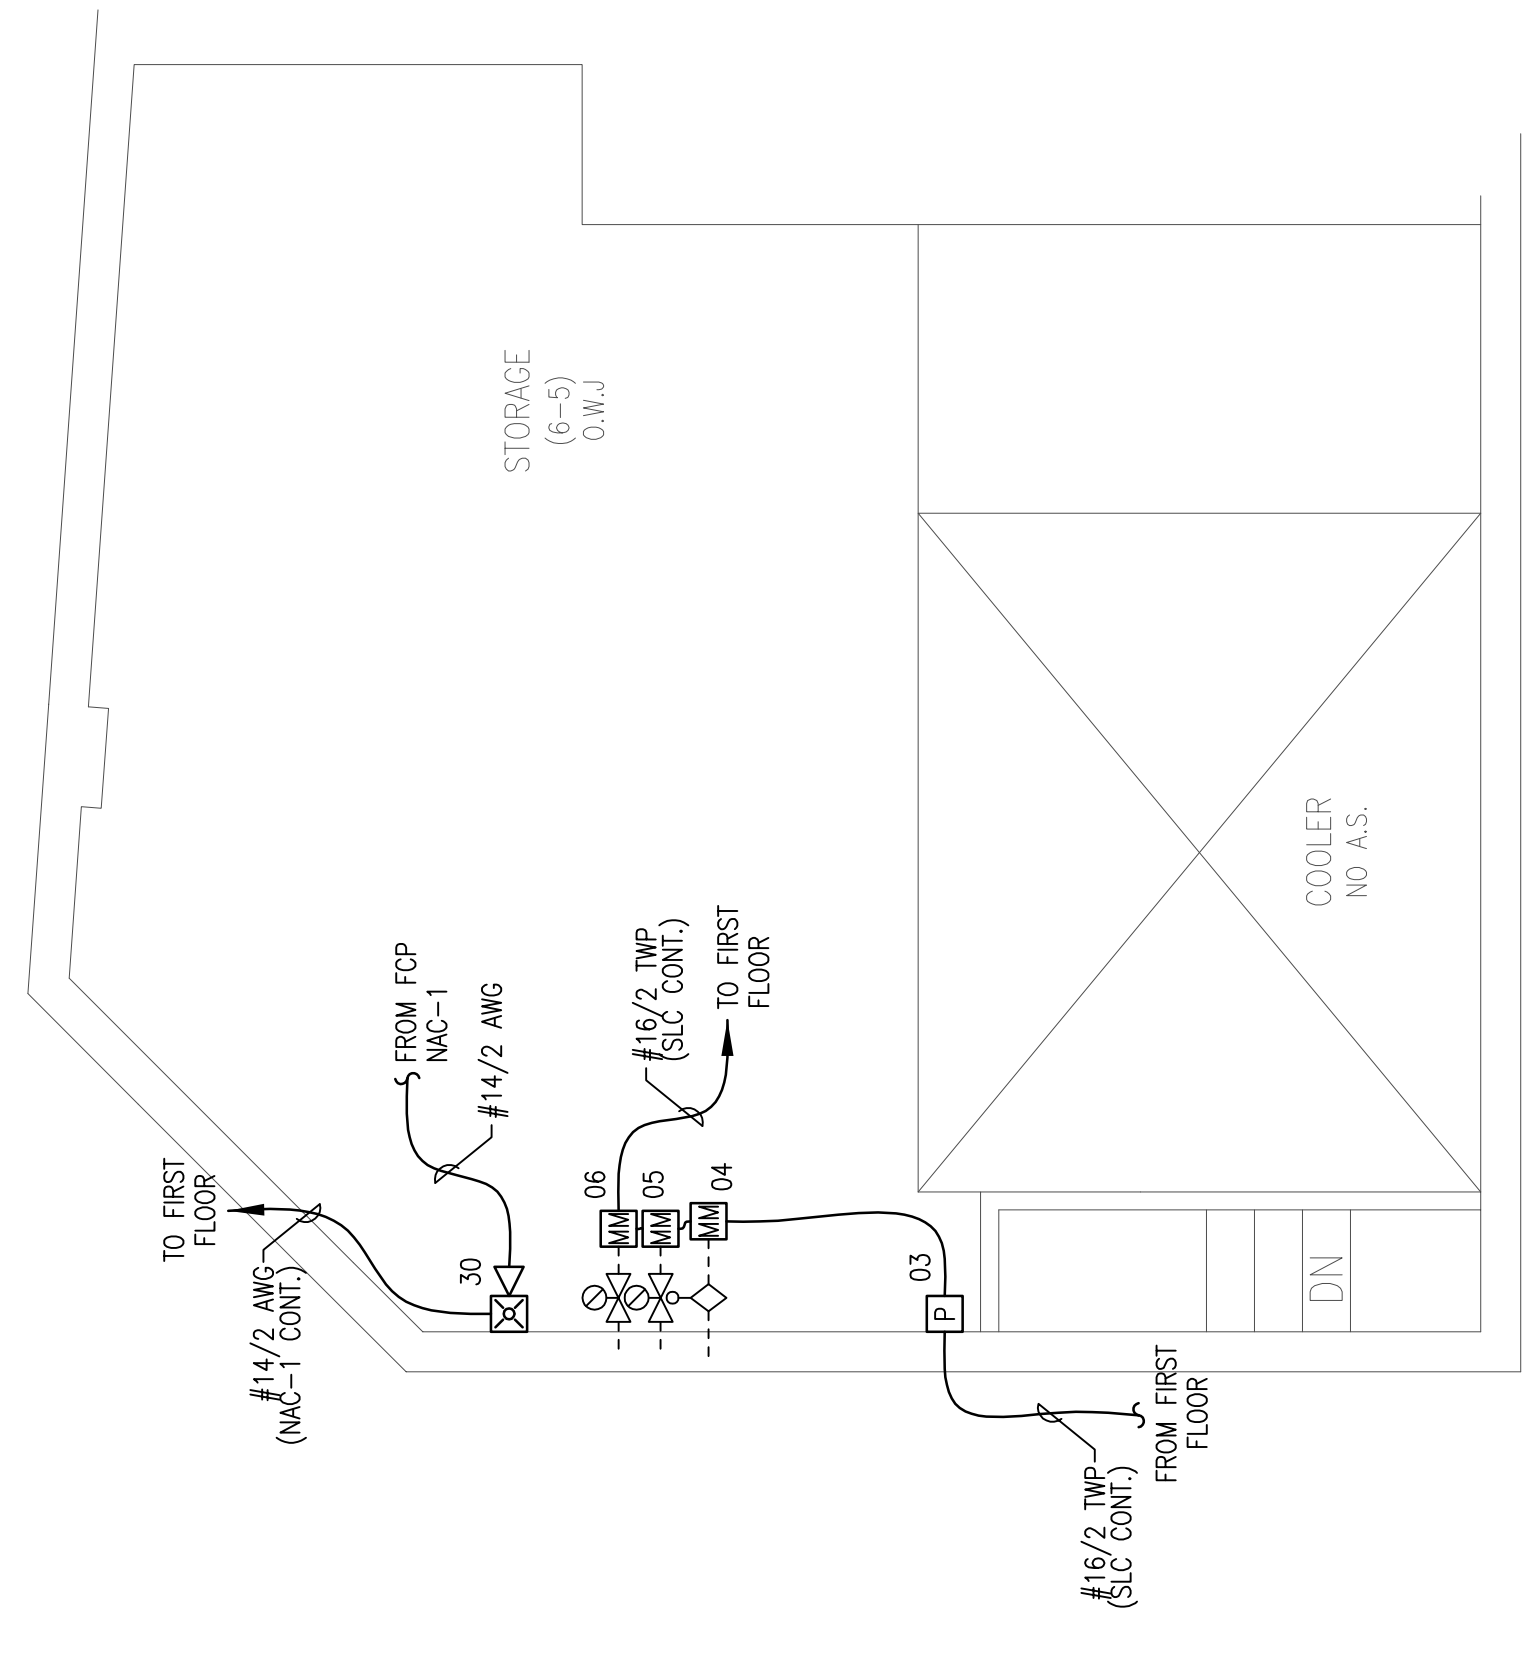 TO FIRST
FLOOR
#14/2 AWG
(NAC-1 CONT.)
FROM FCP
NAC-1
#14/2 AWG
30
STORAGE
(6-5)
O.W.J
#16/2 TWP
(SLC CONT.)
TO FIRST
FLOOR
06
MM
05
MM
04
MM
03
P
#16/2 TWP
(SLC CONT.)
FROM FIRST
FLOOR
COOLER
NO A.S.
DN